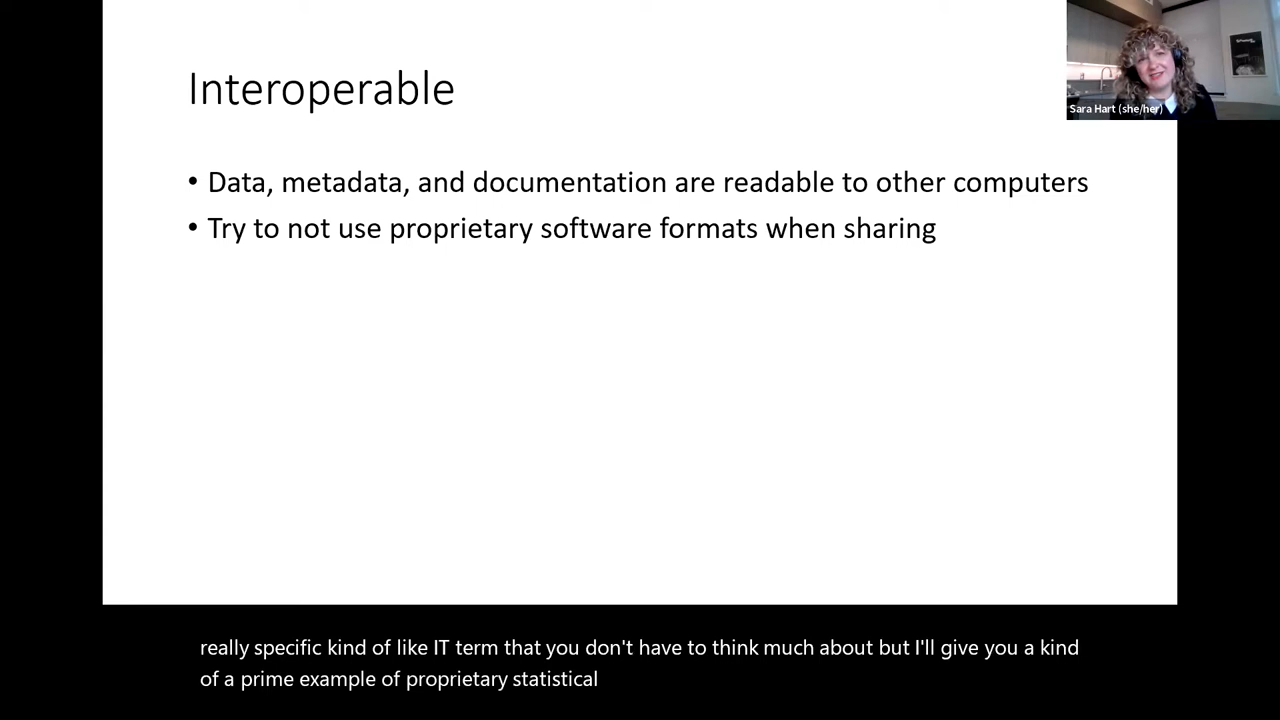 Interoperable
Sara Hart (she/her)
• Data, metadata, and documentation are readable to other computers
• Try to not use proprietary software formats when sharing
really specific kind of like IT term that you don't have to think much about but I'll give you a kind
of a prime example of proprietary statistical